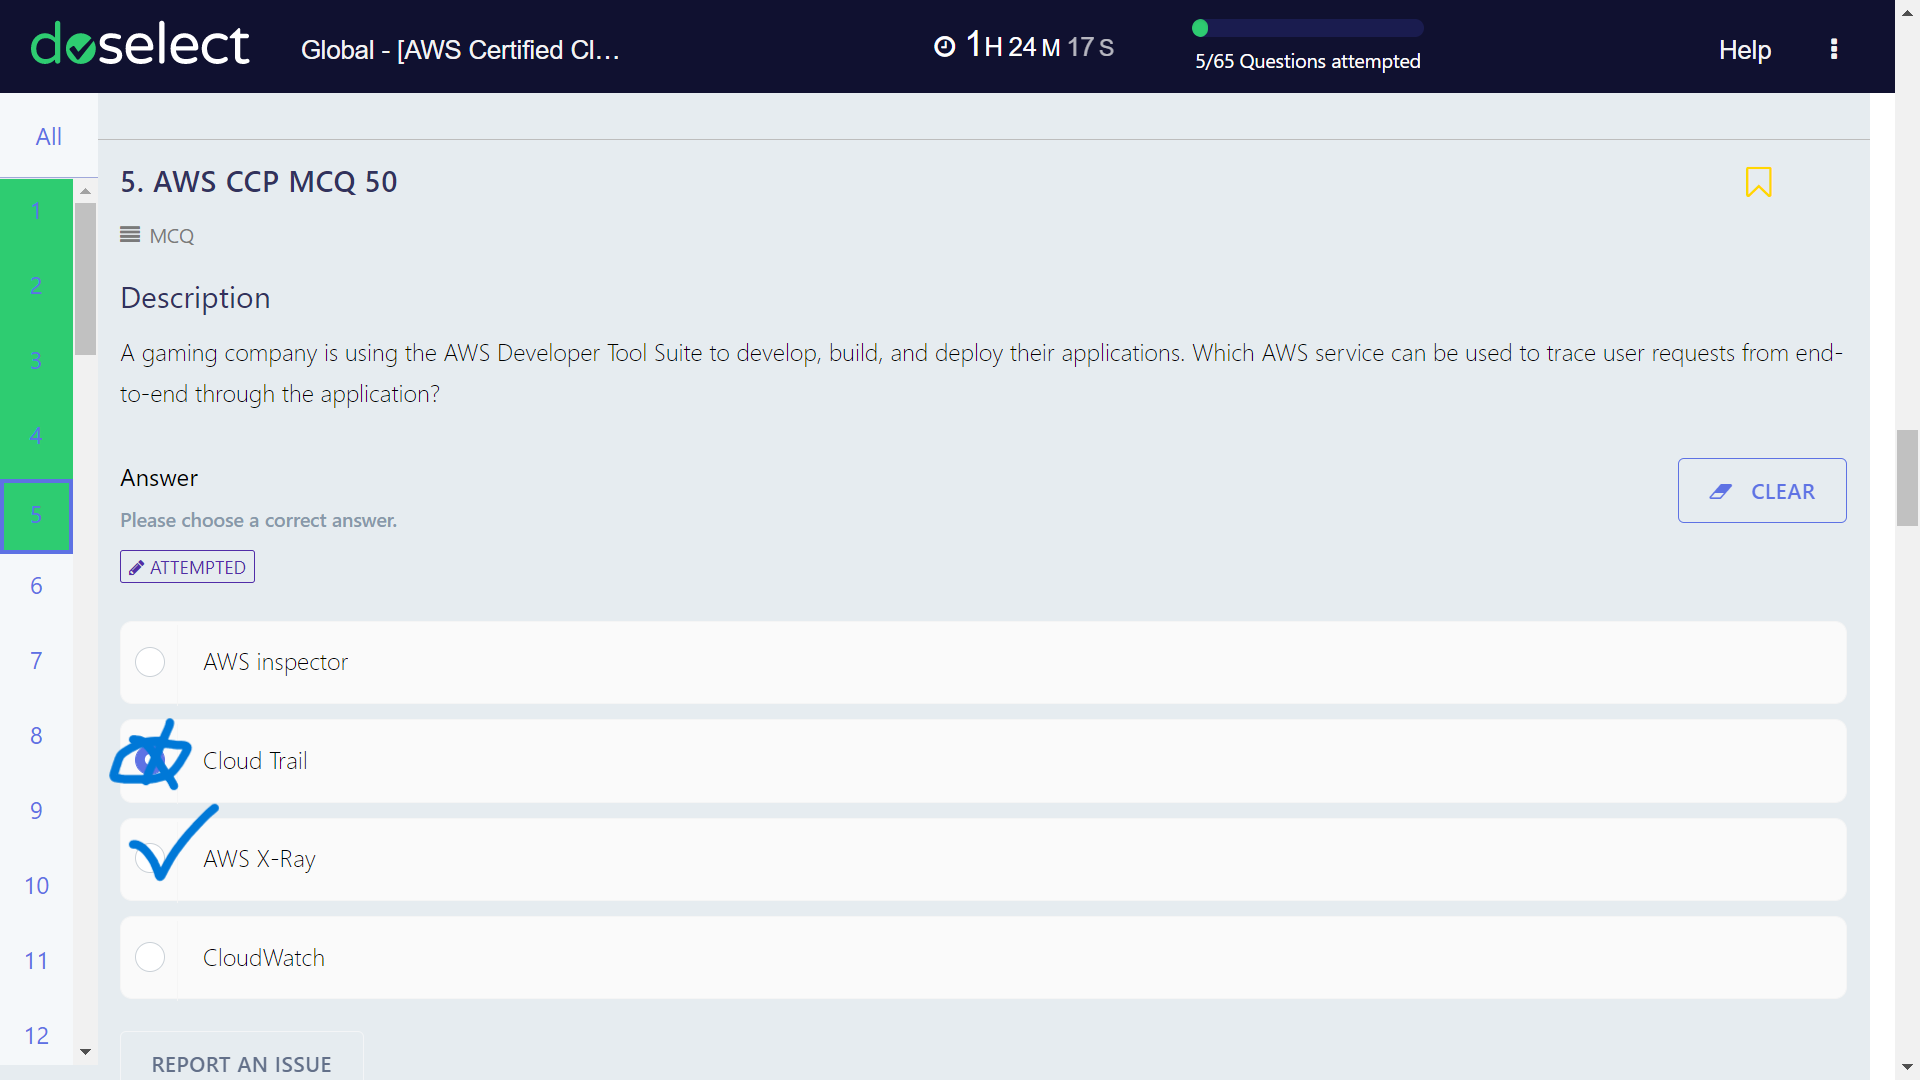 doselect
Global - [AWS Certified Cl...
1H 24M 17S
5/65 Questions attempted
Help
All
1
2
3
4
5
6
7
8
9
10
11
12
5. AWS CCP MCQ 50
MCQ
Description
A gaming company is using the AWS Developer Tool Suite to develop, build, and deploy their applications. Which AWS service can be used to trace user requests from end-
to-end through the application?
Answer
CLEAR
Please choose a correct answer.
ATTEMPTED
AWS inspector
Cloud Trail
AWS X-Ray
CloudWatch
REPORT AN ISSUE